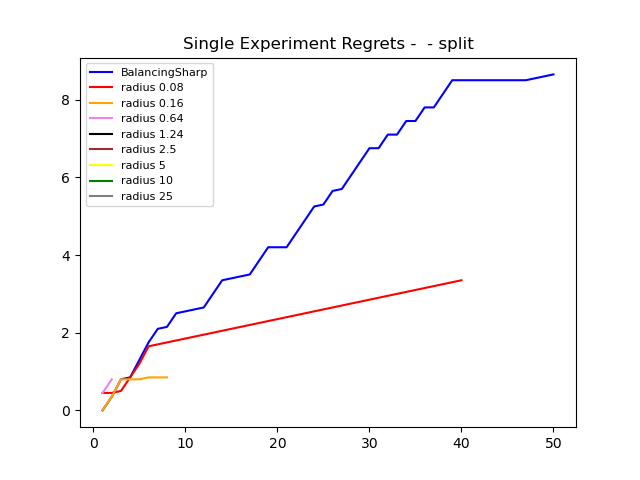 Single Experiment Regrets -  - split
BalancingSharp
radius 0.08
radius 0.16
radius 0.64
radius 1.24
radius 2.5
radius 5
radius 10
radius 25
8
6
4
2
0
0 10 20 30 40 50